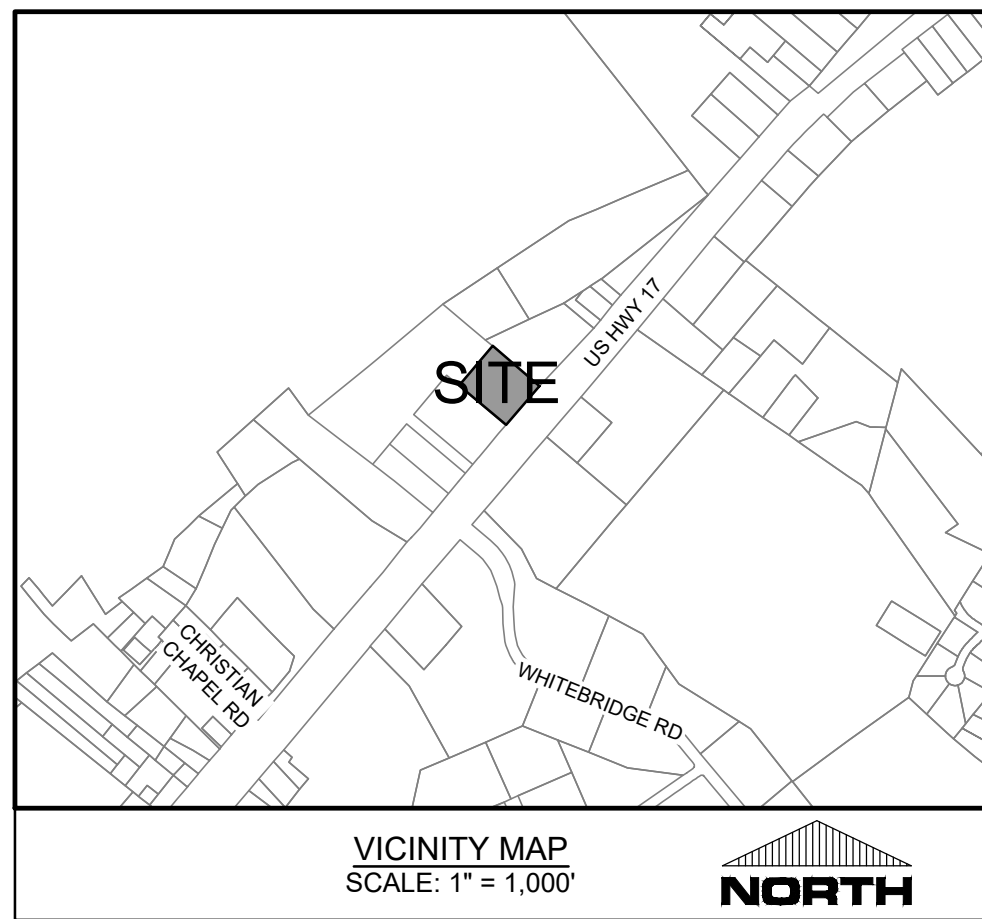 US HWY 17
SITE
CHRISTIAN
CHAPEL RD
WHITEBRIDGE RD
VICINITY MAP
SCALE: 1" = 1,000'
NORTH